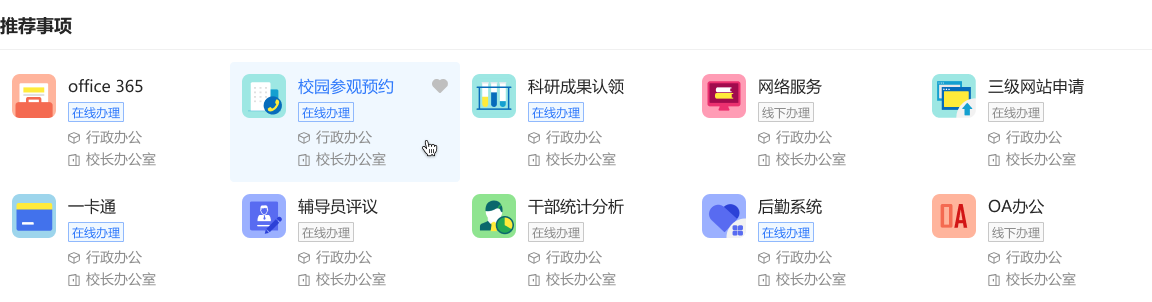 推荐事项
office 365
在线办理
行政办公
校长办公室
校园参观预约
在线办理
行政办公
校长办公室
科研成果认领
在线办理
行政办公
校长办公室
网络服务
线下办理
行政办公
校长办公室
三级网站申请
在线办理
行政办公
校长办公室
一卡通
在线办理
行政办公
校长办公室
辅导员评议
在线办理
行政办公
校长办公室
干部统计分析
在线办理
行政办公
校长办公室
后勤系统
在线办理
行政办公
校长办公室
OA
OA办公
线下办理
行政办公
校长办公室